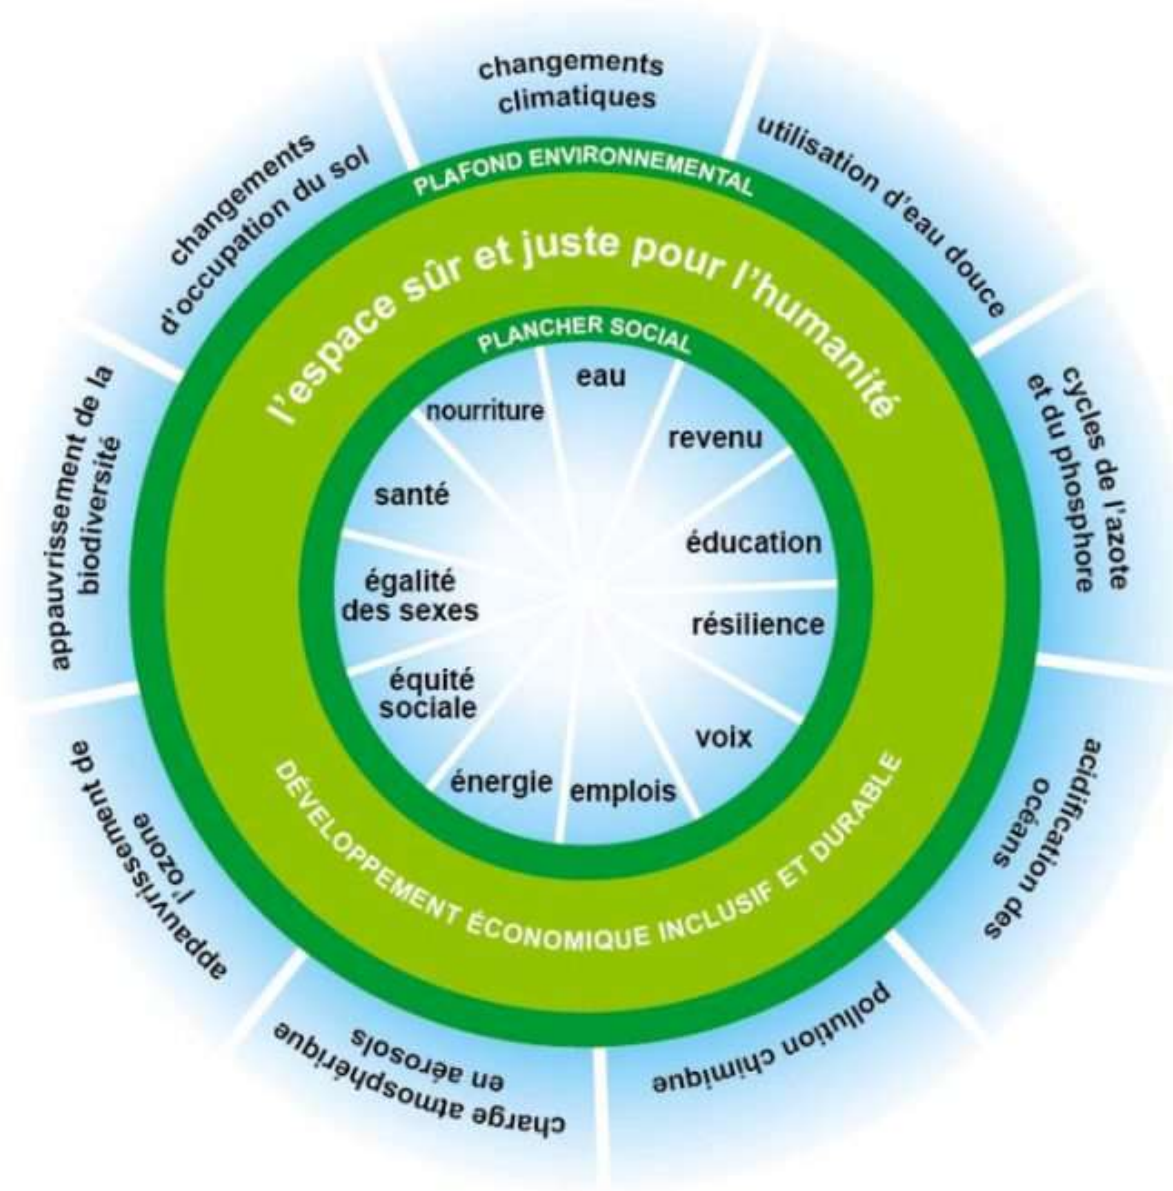 changements
climatiques
utilisation d'eau douce
cycles de l'azote
et du phosphore
acidification des
océans
pollution chimique
charge atmosphérique
en aérosols
appauvrissement de
l'ozone
appauvrissement de la
biodiversité
changements
d'occupation du sol
PLAFOND ENVIRONNEMENTAL
l'espace sûr et juste pour l'humanité
PLANCHER SOCIAL
eau
revenu
éducation
résilience
voix
emplois
énergie
équité
sociale
égalité
des sexes
santé
nourriture
DÉVELOPPEMENT ÉCONOMIQUE INCLUSIF ET DURABLE